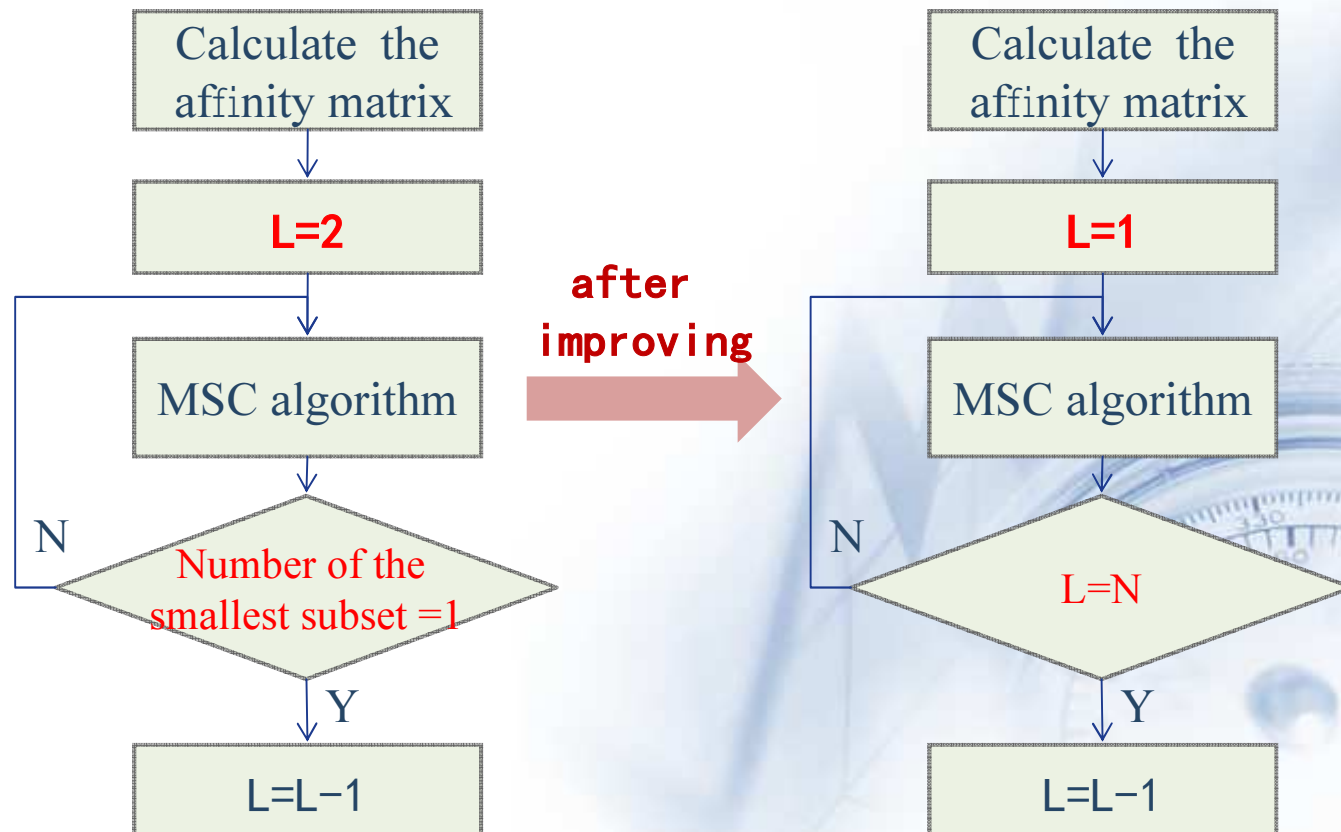 Calculate the
affinity matrix
L=2
MSC algorithm
N
Number of the
smallest subset =1
Y
L=L-1
after
improving
Calculate the
affinity matrix
L=1
MSC algorithm
N
L=N
Y
L=L-1
330